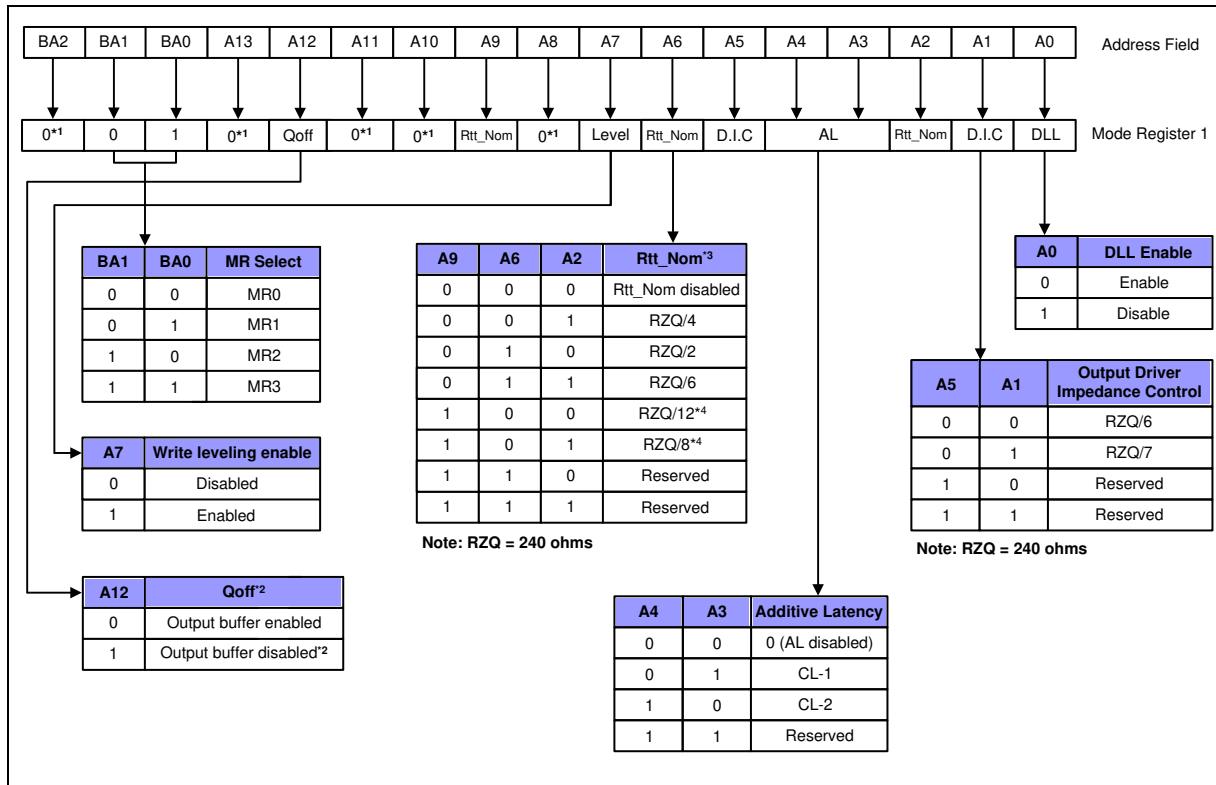 BA2 BA1 BA0 A13 A12 A11 A10 A9 A8 A7 A6 A5 A4 A3 A2 A1 A0 Address Field
0*1 0 1 0*1 Qoff 0*1 0*1 Rtt_Nom 0*1 Level Rtt_Nom D.I.C AL Rtt_Nom D.I.C DLL Mode Register 1
BA1 BA0 MR Select
0 0 MR0
0 1 MR1
1 0 MR2
1 1 MR3
A7 Write leveling enable
0 Disabled
1 Enabled
A12 Qoff*2
0 Output buffer enabled
1 Output buffer disabled*2
A9 A6 A2 Rtt_Nom*3
0 0 0 Rtt_Nom disabled
0 0 1 RZQ/4
0 1 0 RZQ/2
0 1 1 RZQ/6
1 0 0 RZQ/12*4
1 0 1 RZQ/8*4
1 1 0 Reserved
1 1 1 Reserved
Note: RZQ = 240 ohms
A4 A3 Additive Latency
0 0 0 (AL disabled)
0 1 CL-1
1 0 CL-2
1 1 Reserved
A0 DLL Enable
0 Enable
1 Disable
A5 A1 Output Driver
Impedance Control
0 0 RZQ/6
0 1 RZQ/7
1 0 Reserved
1 1 Reserved
Note: RZQ = 240 ohms